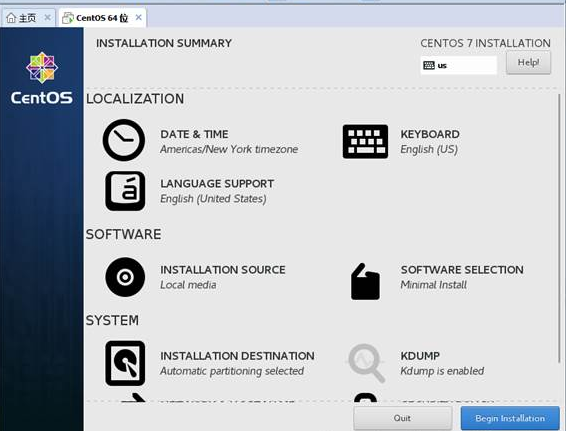 主页
CentOS 64 位
INSTALLATION SUMMARY
CENTOS 7 INSTALLATION
us
Help!
CentOS
LOCALIZATION
DATE & TIME
Americas/New York timezone
KEYBOARD
English (US)
LANGUAGE SUPPORT
English (United States)
SOFTWARE
INSTALLATION SOURCE
Local media
SOFTWARE SELECTION
Minimal Install
SYSTEM
INSTALLATION DESTINATION
Automatic partitioning selected
KDUMP
Kdump is enabled
Quit
Begin Installation